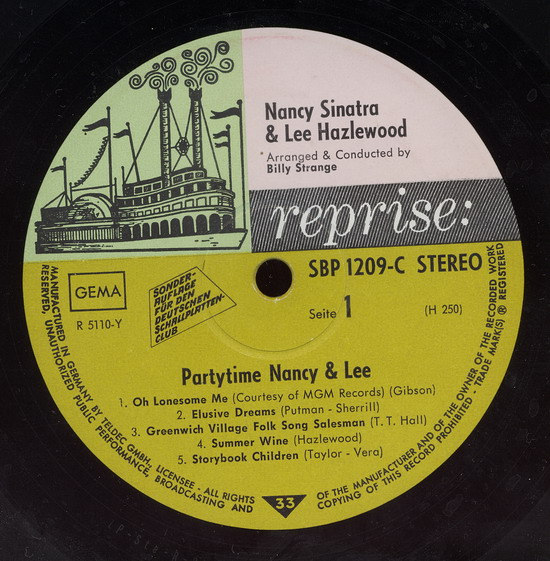 Nancy Sinatra
& Lee Hazlewood
* Arranged & Conducted by
Billy Strange
reprise:
GEMA
R 5110-Y
SONDER-
AUFLAGE
FÜR DEN
DEUTSCHEN
SCHALLPLATTEN-
CLUB
SBP 1209-C STEREO
Seite 1
(H 250)
Partytime Nancy & Lee
1. Oh Lonesome Me (Courtesy of MGM Records) (Gibson)
2. Elusive Dreams (Putman - Sherrill)
3. Greenwich Village Folk Song Salesman (T. T. Hall)
4. Summer Wine (Hazlewood)
5. Storybook Children (Taylor - Vera)
MANUFACTURED IN GERMANY BY TELDEC GMBH., LICENSEE - ALL RIGHTS
RESERVED, UNAUTHORIZED PUBLIC PERFORMANCE, BROADCASTING AND
33
OF THE MANUFACTURER AND OF THE OWNER OF THE RECORDED WORK
COPYING OF THIS RECORD PROHIBITED - TRADE MARK(S) ® REGISTERED